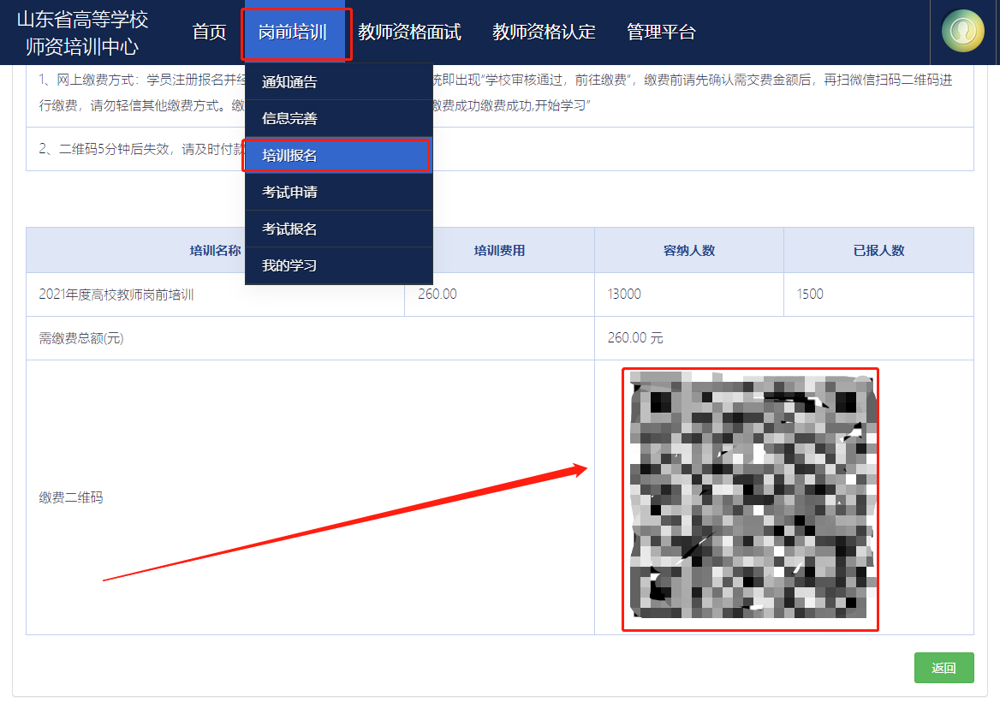 山东省高等学校
师资培训中心
首页 岗前培训 教师资格面试 教师资格认定 管理平台
通知通告
信息完善
培训报名
考试申请
考试报名
我的学习
1、网上缴费方式：学员注册报名并经 统即出现“学校审核通过，前往缴费”，缴费前请先确认需交费金额后，再扫微信扫码二维码进
行缴费，请勿轻信其他缴费方式。缴 缴费成功缴费成功,开始学习”
2、二维码5分钟后失效，请及时付款
培训名称 培训费用 容纳人数 已报人数
2021年度高校教师岗前培训 260.00 13000 1500
需缴费总额(元) 260.00 元
缴费二维码
返回